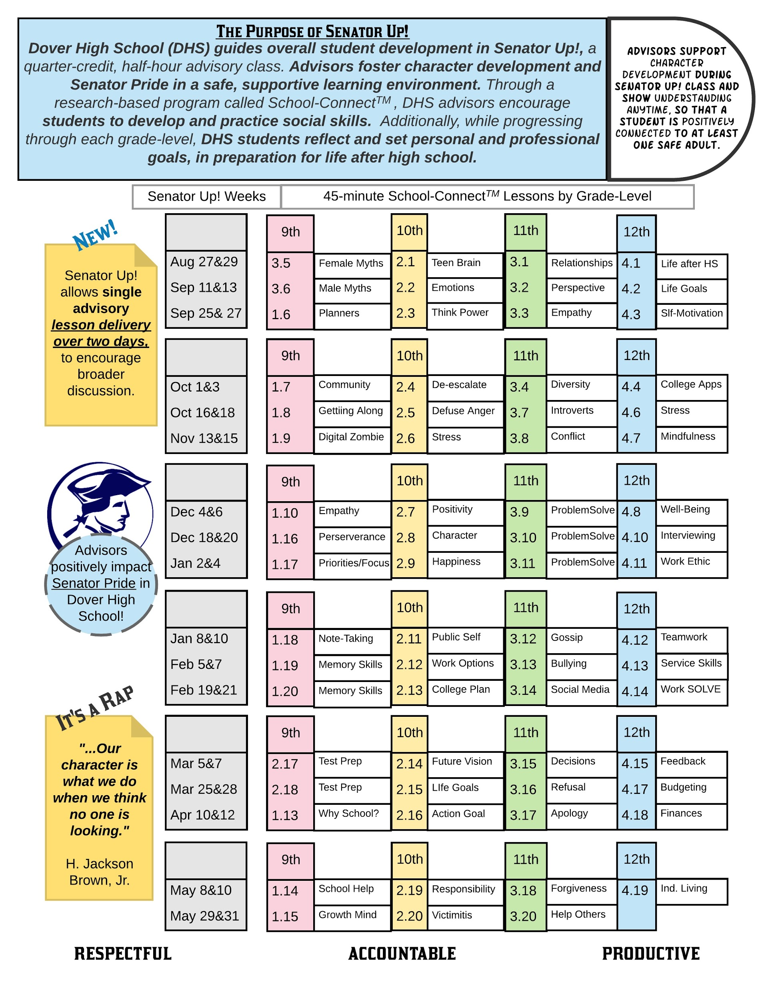 The Purpose of Senator Up!
Dover High School (DHS) guides overall student development in Senator Up!, a
quarter-credit, half-hour advisory class. Advisors foster character development and
Senator Pride in a safe, supportive learning environment. Through a
research-based program called School-Connect™ , DHS advisors encourage
students to develop and practice social skills. Additionally, while progressing
through each grade-level, DHS students reflect and set personal and professional
goals, in preparation for life after high school.
ADVISORS SUPPORT
CHARACTER
DEVELOPMENT DURING
SENATOR UP! CLASS AND
SHOW UNDERSTANDING
ANYTIME, SO THAT A
STUDENT IS POSITIVELY
CONNECTED TO AT LEAST
ONE SAFE ADULT.
Senator Up! Weeks 45-minute School-Connect™ Lessons by Grade-Level
New!
Senator Up!
allows single
advisory
lesson delivery
over two days,
to encourage
broader
discussion.
9th 10th 11th 12th
Aug 27&29 3.5 Female Myths 2.1 Teen Brain 3.1 Relationships 4.1 Life after HS
Sep 11&13 3.6 Male Myths 2.2 Emotions 3.2 Perspective 4.2 Life Goals
Sep 25& 27 1.6 Planners 2.3 Think Power 3.3 Empathy 4.3 Slf-Motivation
9th 10th 11th 12th
Oct 1&3 1.7 Community 2.4 De-escalate 3.4 Diversity 4.4 College Apps
Oct 16&18 1.8 Gettiing Along 2.5 Defuse Anger 3.7 Introverts 4.6 Stress
Nov 13&15 1.9 Digital Zombie 2.6 Stress 3.8 Conflict 4.7 Mindfulness
Advisors
positively impact
Senator Pride in
Dover High
School!
9th 10th 11th 12th
Dec 4&6 1.10 Empathy 2.7 Positivity 3.9 ProblemSolve 4.8 Well-Being
Dec 18&20 1.16 Perserverance 2.8 Character 3.10 ProblemSolve 4.10 Interviewing
Jan 2&4 1.17 Priorities/Focus 2.9 Happiness 3.11 ProblemSolve 4.11 Work Ethic
9th 10th 11th 12th
Jan 8&10 1.18 Note-Taking 2.11 Public Self 3.12 Gossip 4.12 Teamwork
Feb 5&7 1.19 Memory Skills 2.12 Work Options 3.13 Bullying 4.13 Service Skills
Feb 19&21 1.20 Memory Skills 2.13 College Plan 3.14 Social Media 4.14 Work SOLVE
It's a Rap
"...Our
character is
what we do
when we think
no one is
looking."
H. Jackson
Brown, Jr.
9th 10th 11th 12th
Mar 5&7 2.17 Test Prep 2.14 Future Vision 3.15 Decisions 4.15 Feedback
Mar 25&28 2.18 Test Prep 2.15 LIfe Goals 3.16 Refusal 4.17 Budgeting
Apr 10&12 1.13 Why School? 2.16 Action Goal 3.17 Apology 4.18 Finances
9th 10th 11th 12th
May 8&10 1.14 School Help 2.19 Responsibility 3.18 Forgiveness 4.19 Ind. Living
May 29&31 1.15 Growth Mind 2.20 Victimitis 3.20 Help Others
RESPECTFUL ACCOUNTABLE PRODUCTIVE